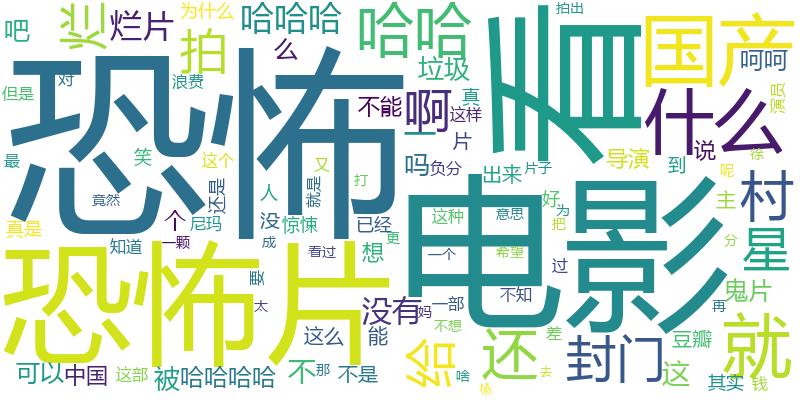 吧
烂
烂片
为什么
拍
哈哈哈
么
哈哈
垃圾
看
拍出
国产
呵呵
但是
对
浪费
恐怖
不能
啊
真
这样
二
片
什么
演员
最
笑
这个
又
打
吗
负分
导演
到
说
徐
呢
竟然
还是
就是
人
没
惊悚
出来
片子
好
主
村
真是
个
尼玛
已经
这种
意思
为
把
知道
一颗
成
看过
想
更
一个
希望
电影
过
分
星
恐怖片
要
太
没有
妈
一部
不知
鬼片
再
这么
能
不想
给
还
差
封门
豆瓣
就
可以
中国
这部
被
哈哈哈哈
不
那
不是
啥
多
去
这
其实
钱